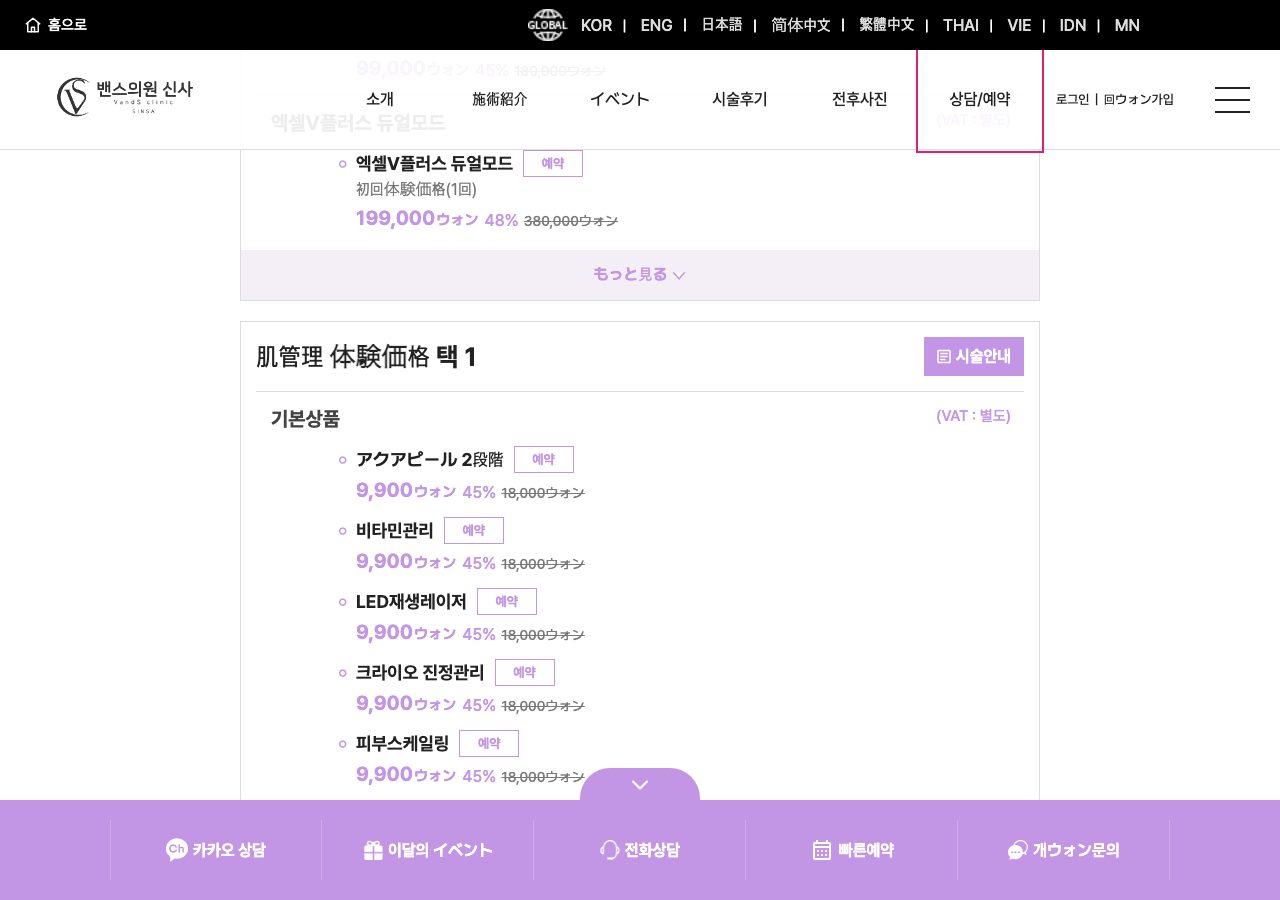 홈으로
GLOBAL KOR | ENG | 日本語 | 简体中文 | 繁體中文 | THAI | VIE | IDN | MN
밴스의원 신사
VandS clinic
SINSA
소개 施術紹介 イベント 시술후기 전후사진 상담/예약 로그인 | 回ウォン가입
99,000ウォン 45% 180,000ウォン
엑셀V플러스 듀얼모드 (VAT : 별도)
엑셀V플러스 듀얼모드 예약
初回体験価格(1回)
199,000ウォン 48% 380,000ウォン
もっと見る
肌管理 体験価格 택 1 시술안내
기본상품 (VAT : 別도)
アクアピール 2段階 예약
9,900ウォン 45% 18,000ウォン
비타민관리 예약
9,900ウォン 45% 18,000ウォン
LED재생레이저 예약
9,900ウォン 45% 18,000ウォン
크라이오 진정관리 예약
9,900ウォン 45% 18,000ウォン
피부스케일링 예약
9,900ウォン 45% 18,000ウォン
Ch 카카오 상담 이달의 イベント 전화상담 빠른예약 개ウォン문의